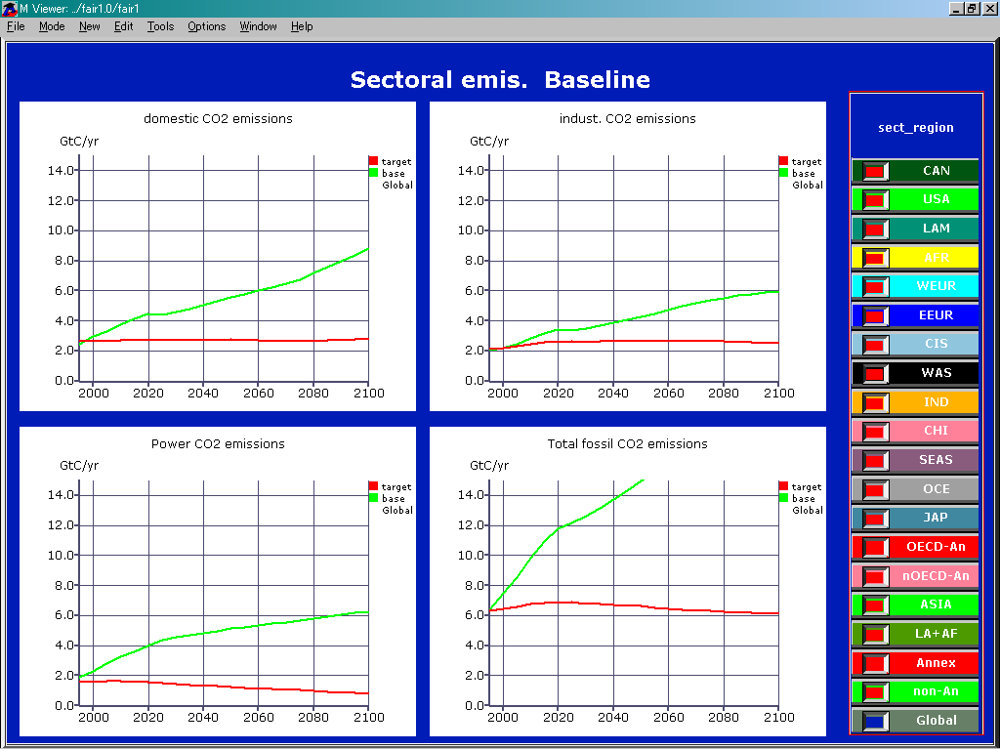 M Viewer: ../fair1.0/fair1
File Mode New Edit Tools Options Window Help
Sectoral emis. Baseline
domestic CO2 emissions
GtC/yr
14.0
12.0
10.0
8.0
6.0
4.0
2.0
0.0
2000 2020 2040 2060 2080 2100
target
base
Global
indust. CO2 emissions
GtC/yr
14.0
12.0
10.0
8.0
6.0
4.0
2.0
0.0
2000 2020 2040 2060 2080 2100
target
base
Global
Power CO2 emissions
GtC/yr
14.0
12.0
10.0
8.0
6.0
4.0
2.0
0.0
2000 2020 2040 2060 2080 2100
target
base
Global
Total fossil CO2 emissions
GtC/yr
14.0
12.0
10.0
8.0
6.0
4.0
2.0
0.0
2000 2020 2040 2060 2080 2100
target
base
Global
sect_region
CAN
USA
LAM
AFR
WEUR
EEUR
CIS
WAS
IND
CHI
SEAS
OCE
JAP
OECD-An
nOECD-An
ASIA
LA+AF
Annex
non-An
Global